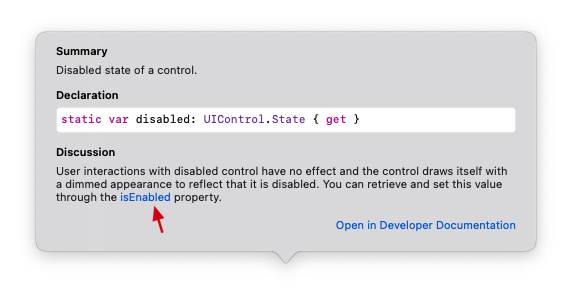 Summary
Disabled state of a control.
Declaration
static var disabled: UIControl.State { get }
Discussion
User interactions with disabled control have no effect and the control draws itself with
a dimmed appearance to reflect that it is disabled. You can retrieve and set this value
through the isEnabled property.
Open in Developer Documentation